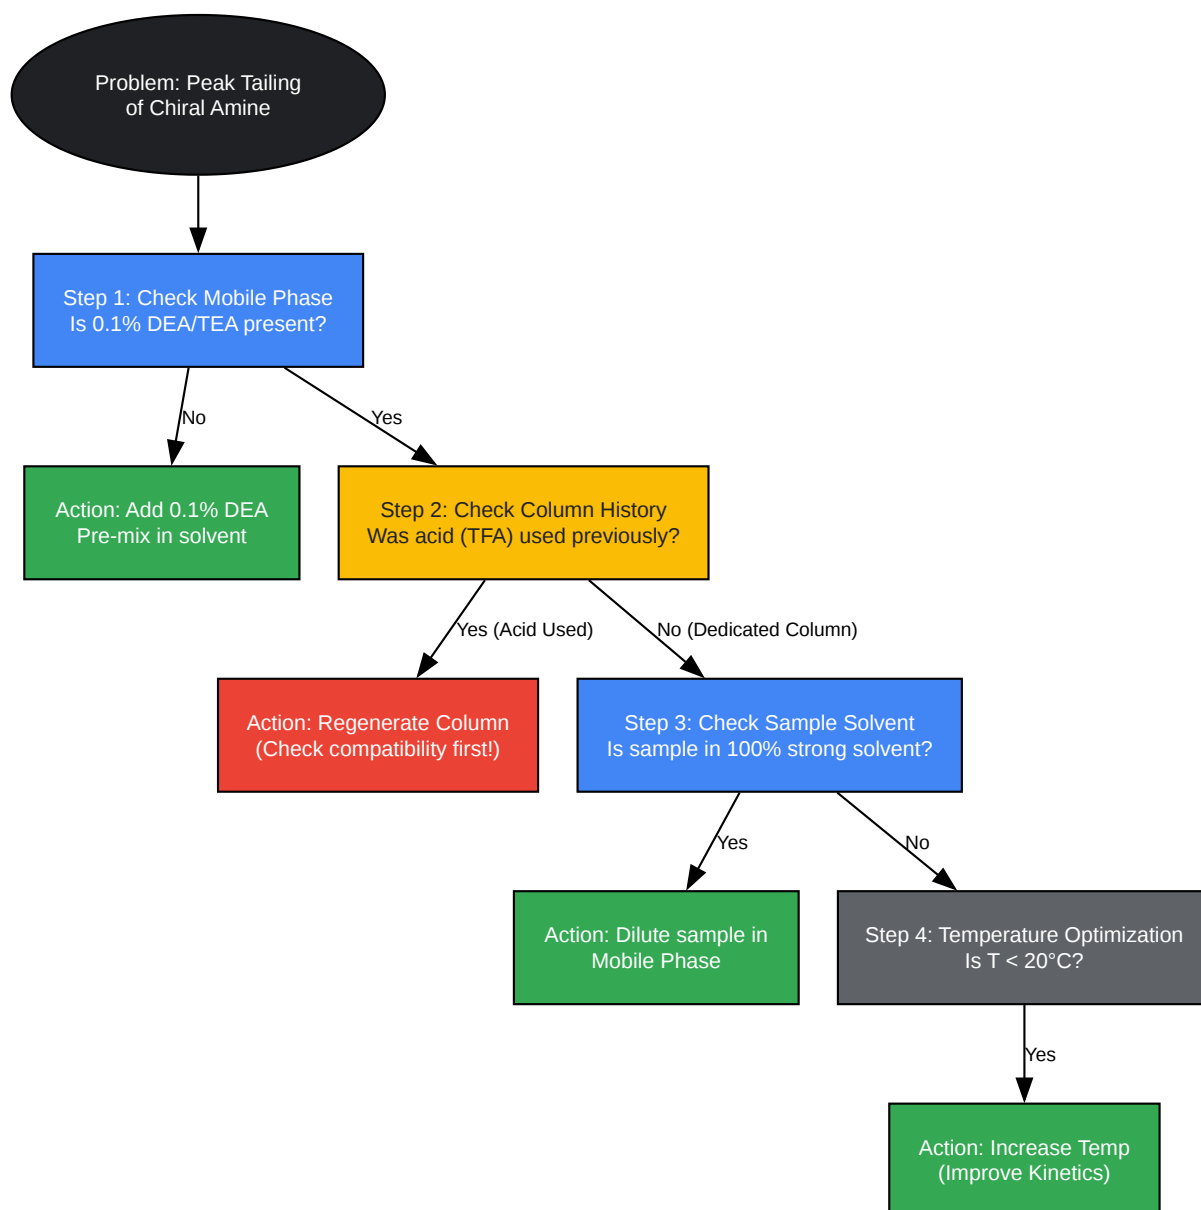 Problem: Peak Tailing
of Chiral Amine
Step 1: Check Mobile Phase
Is 0.1% DEA/TEA present?
No
Yes
Action: Add 0.1% DEA
Pre-mix in solvent
Step 2: Check Column History
Was acid (TFA) used previously?
Yes (Acid Used)
No (Dedicated Column)
Action: Regenerate Column
(Check compatibility first!)
Step 3: Check Sample Solvent
Is sample in 100% strong solvent?
Yes
No
Action: Dilute sample in
Mobile Phase
Step 4: Temperature Optimization
Is T < 20°C?
Yes
Action: Increase Temp
(Improve Kinetics)